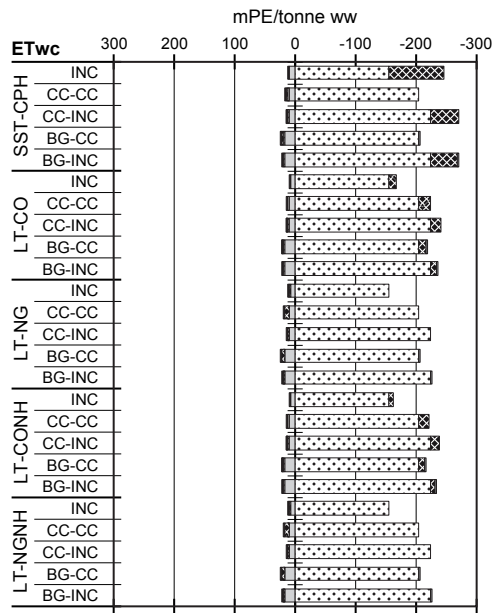 mPE/tonne ww
ETwc 300 200 100 0 -100 -200 -300
SST-CPH
INC
CC-CC
CC-INC
BG-CC
BG-INC
LT-CO
INC
CC-CC
CC-INC
BG-CC
BG-INC
LT-NG
INC
CC-CC
CC-INC
BG-CC
BG-INC
LT-CONH
INC
CC-CC
CC-INC
BG-CC
BG-INC
LT-NGNH
INC
CC-CC
CC-INC
BG-CC
BG-INC